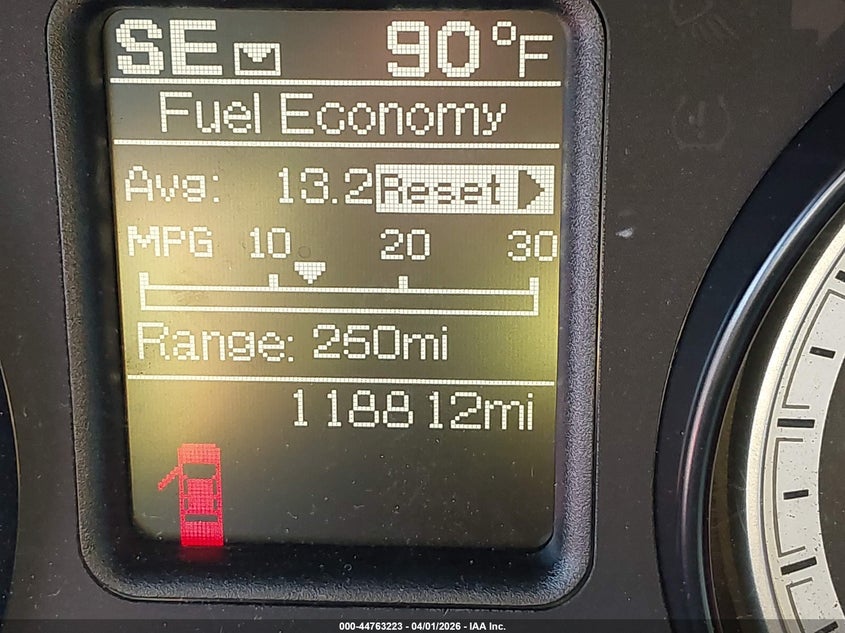 SE 90°F
Fuel Economy
Avg: 13.2 Reset
MPG 10 20 30
Range: 250mi
118812mi
000-44763223 - 04/01/2026 - IAA Inc.